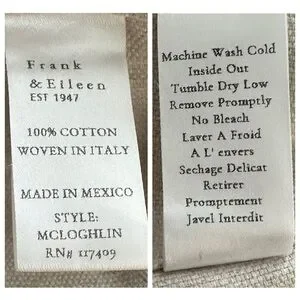 Frank
& Eileen
EST 1947
100% COTTON
WOVEN IN ITALY
MADE IN MEXICO
STYLE:
MCLOGHLIN
RN# 117409
Machine Wash Cold
Inside Out
Tumble Dry Low
Remove Promptly
No Bleach
Laver A Froid
A L' envers
Sechage Delicat
Retirer
Promptement
Javel Interdit